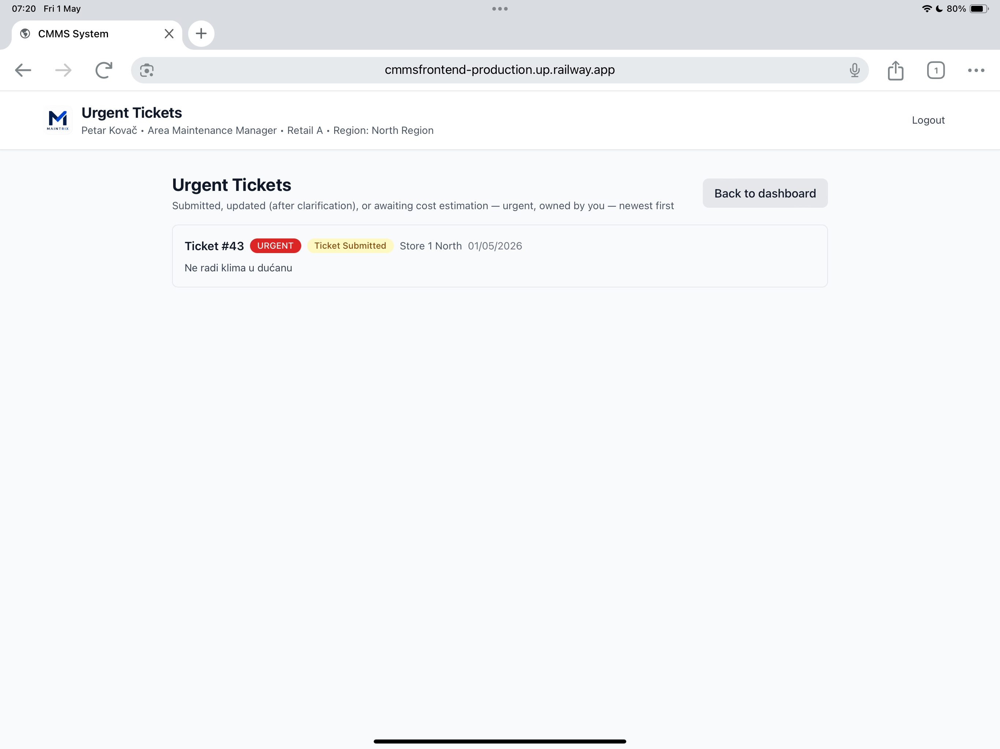 07:20 Fri 1 May
80%
CMMS System
cmmsfrontend-production.up.railway.app
1
MAINTRIX
Urgent Tickets
Petar Kovač • Area Maintenance Manager • Retail A • Region: North Region
Logout
Urgent Tickets
Submitted, updated (after clarification), or awaiting cost estimation — urgent, owned by you — newest first
Back to dashboard
Ticket #43 URGENT Ticket Submitted Store 1 North 01/05/2026
Ne radi klima u dućanu